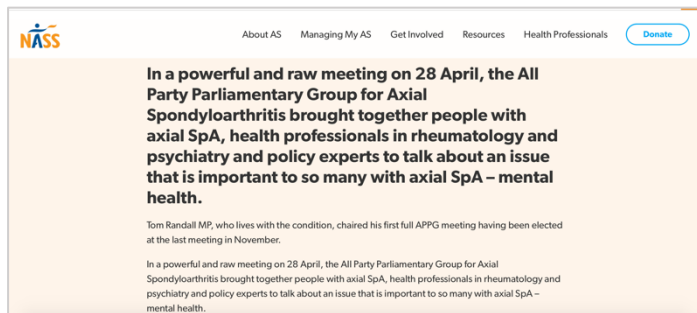 NASS
About AS Managing My AS Get Involved Resources Health Professionals Donate
In a powerful and raw meeting on 28 April, the All
Party Parliamentary Group for Axial
Spondyloarthritis brought together people with
axial SpA, health professionals in rheumatology and
psychiatry and policy experts to talk about an issue
that is important to so many with axial SpA – mental
health.
Tom Randall MP, who lives with the condition, chaired his first full APPG meeting having been elected
at the last meeting in November.
In a powerful and raw meeting on 28 April, the All Party Parliamentary Group for Axial
Spondyloarthritis brought together people with axial SpA, health professionals in rheumatology and
psychiatry and policy experts to talk about an issue that is important to so many with axial SpA –
mental health.